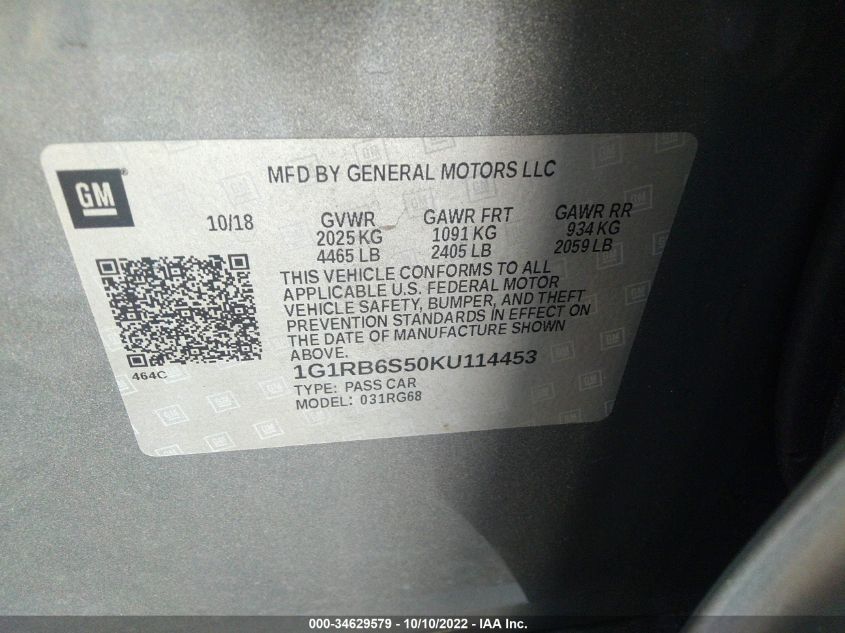 GM
MFD BY GENERAL MOTORS LLC
10/18 GVWR GAWR FRT GAWR RR
2025 KG 1091 KG 934 KG
4465 LB 2405 LB 2059 LB
THIS VEHICLE CONFORMS TO ALL
APPLICABLE U.S. FEDERAL MOTOR
VEHICLE SAFETY, BUMPER, AND THEFT
PREVENTION STANDARDS IN EFFECT ON
THE DATE OF MANUFACTURE SHOWN
ABOVE.
464C
1G1RB6S50KU114453
TYPE: PASS CAR
MODEL: 031RG68
000-34629579 - 10/10/2022 - IAA Inc.